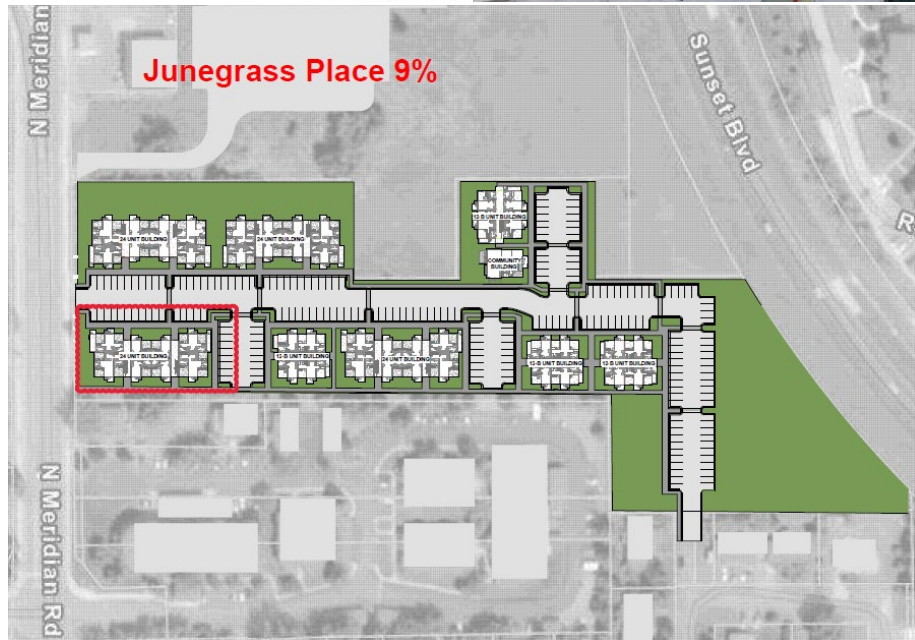 N Meridian
Junegrass Place 9%
Sunset Blvd
R
12-B UNIT BUILDING
24 UNIT BUILDING
24 UNIT BUILDING
COMMUNITY
BUILDING
24 UNIT BUILDING
12-B UNIT BUILDING
24 UNIT BUILDING
12-B UNIT BUILDING
12-B UNIT BUILDING
N Meridian Rd